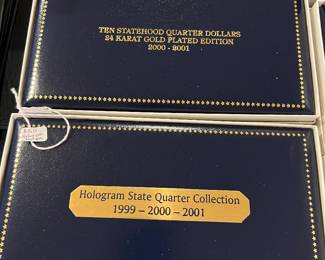 TEN STATEHOOD QUARTER DOLLARS
24 KARAT GOLD PLATED EDITION
2000 - 2001
Hologram State Quarter Collection
1999 – 2000 – 2001